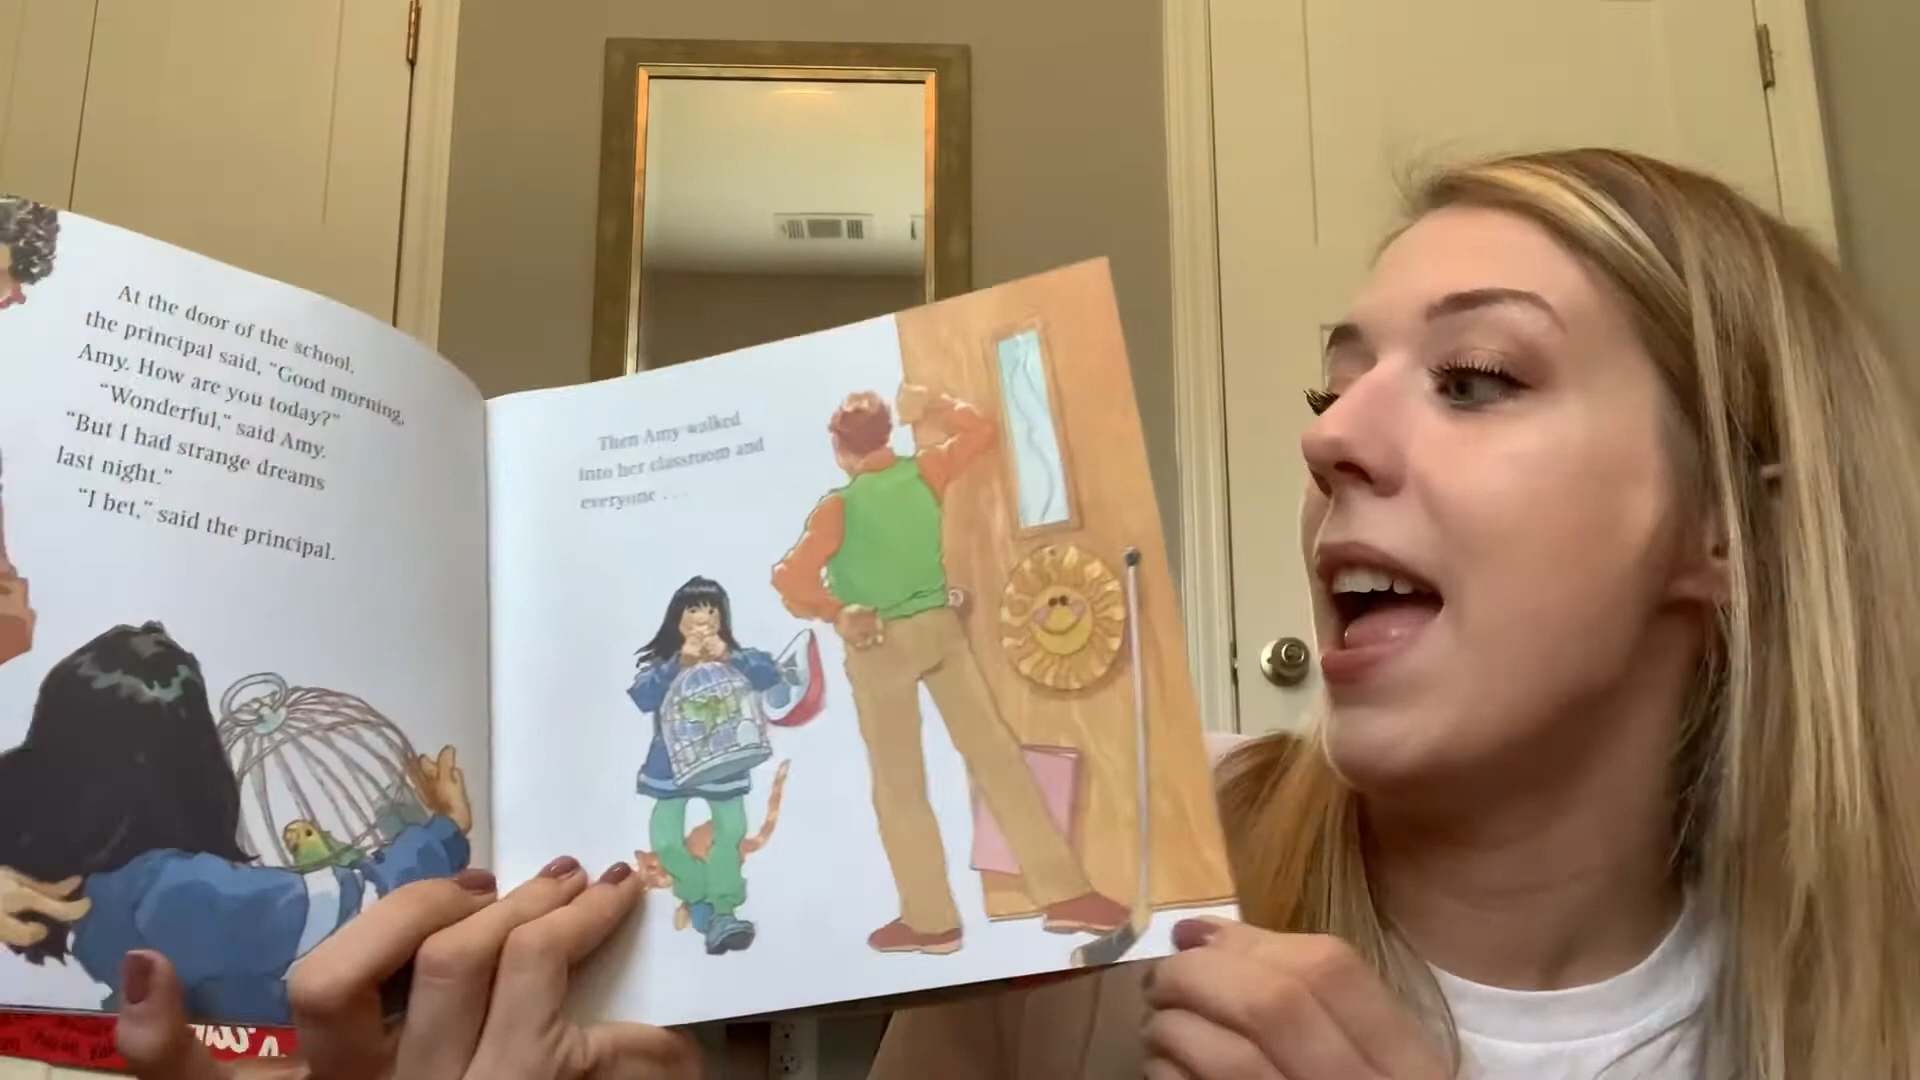 At the door of the school,
the principal said, “Good morning,
Amy. How are you today?”
“Wonderful,” said Amy.
“But I had strange dreams
last night.”
“I bet,” said the principal.
Then Amy walked
into her classroom and
everyone . . .